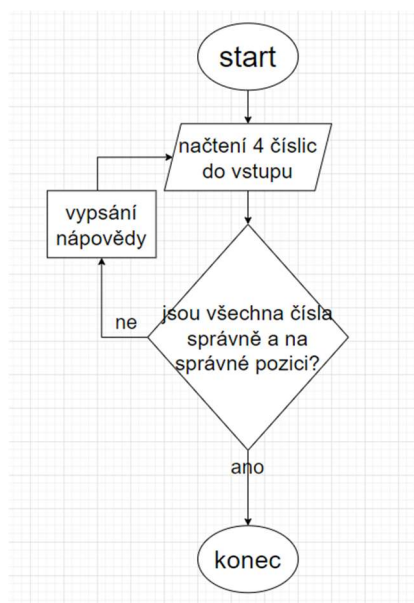 start
načtení 4 číslic
do vstupu
vypsání
nápovědy
jsou všechna čísla
správně a na
správné pozici?
ne
ano
konec